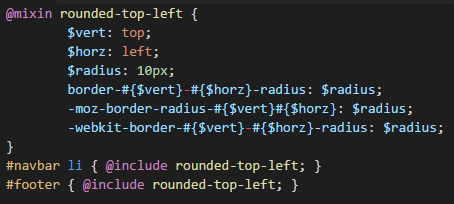 @mixin rounded-top-left {
$vert: top;
$horz: left;
$radius: 10px;
border-#{$vert}-#{$horz}-radius: $radius;
-moz-border-radius-#{$vert}#{$horz}: $radius;
-webkit-border-#{$vert}-#{$horz}-radius: $radius;
}
#navbar li { @include rounded-top-left; }
#footer { @include rounded-top-left; }